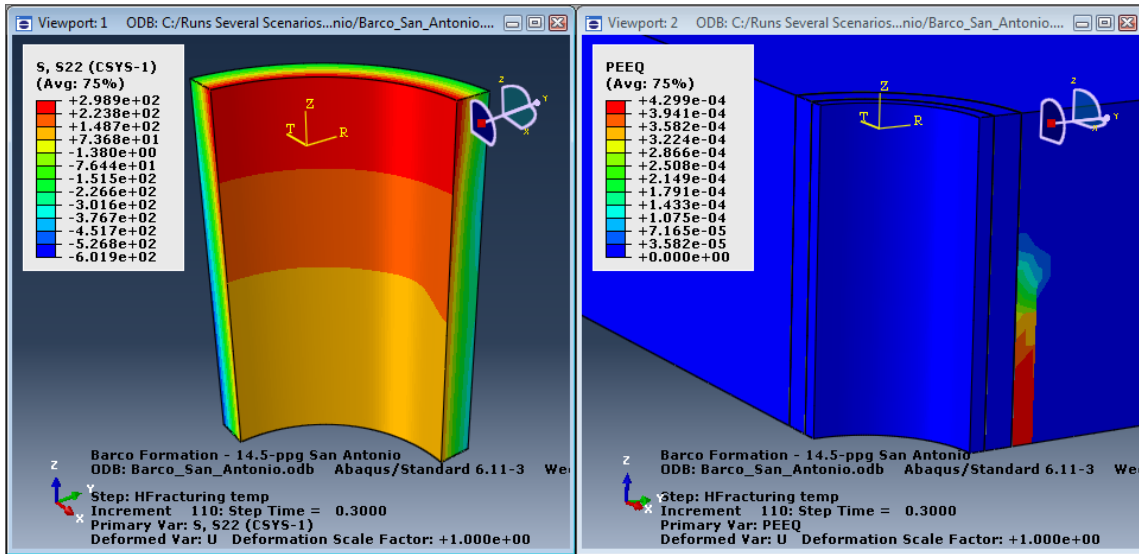 Viewport: 1 ODB: C:/Runs Several Scenarios...nio/Barco_San_Antonio....
S, S22 (CSYS-1)
(Avg: 75%)
+2.989e+02
+2.238e+02
+1.487e+02
+7.368e+01
-1.380e+00
-7.644e+01
-1.515e+02
-2.266e+02
-3.016e+02
-3.767e+02
-4.517e+02
-5.268e+02
-6.019e+02
Z
T
R
Z
Y
X
Barco Formation - 14.5-ppg San Antonio
ODB: Barco_San_Antonio.odb Abaqus/Standard 6.11-3 Wed
Z
Y
X
Step: HFracturing temp
Increment 110: Step Time = 0.3000
Primary Var: S, S22 (CSYS-1)
Deformed Var: U Deformation Scale Factor: +1.000e+00
Viewport: 2 ODB: C:/Runs Several Scenarios...nio/Barco_San_Antonio....
PEEQ
(Avg: 75%)
+4.299e-04
+3.941e-04
+3.582e-04
+3.224e-04
+2.866e-04
+2.508e-04
+2.149e-04
+1.791e-04
+1.433e-04
+1.075e-04
+7.165e-05
+3.582e-05
+0.000e+00
Z
T
R
Z
Y
X
Barco Formation - 14.5-ppg San Antonio
ODB: Barco_San_Antonio.odb Abaqus/Standard 6.11-3
Z
Y
X
Step: HFracturing temp
Increment 110: Step Time = 0.3000
Primary Var: PEEQ
Deformed Var: U Deformation Scale Factor: +1.000e+00